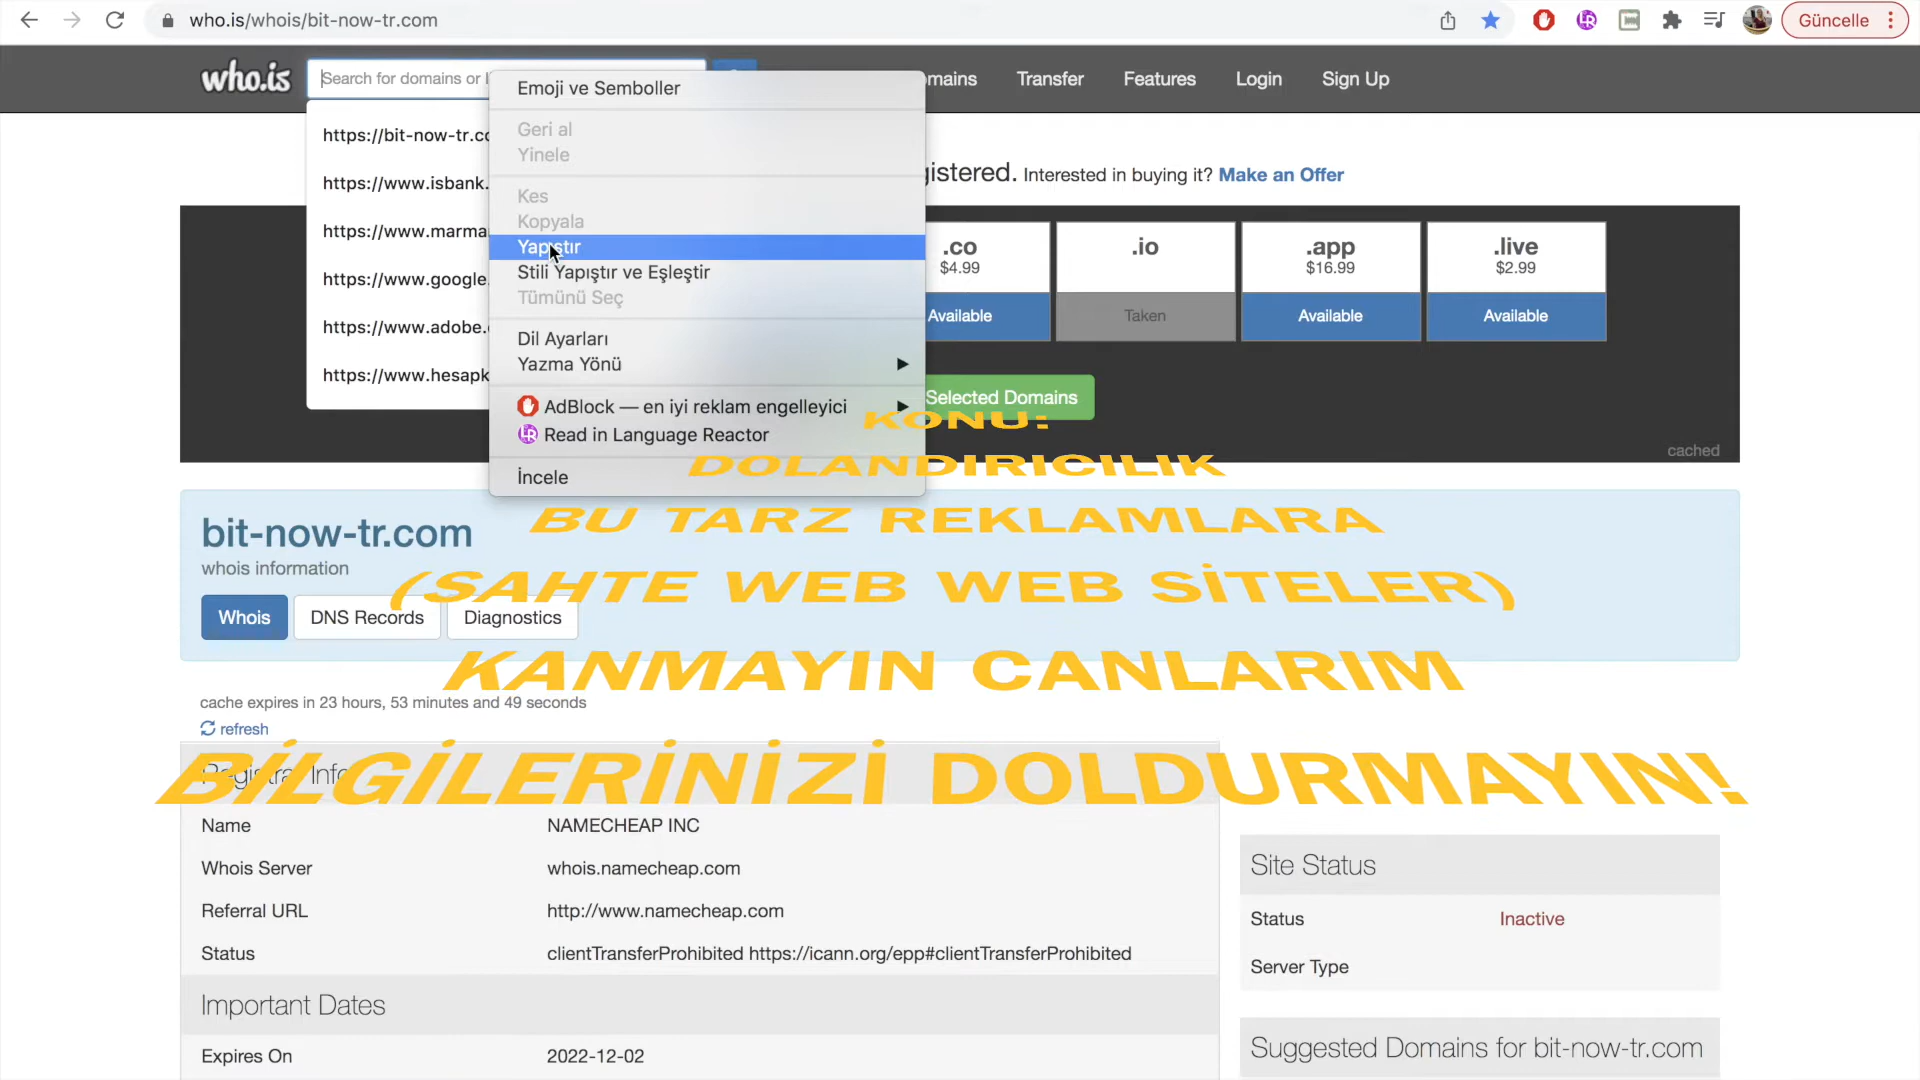 who.is/whois/bit-now-tr.com
Güncelle
who.is
Search for domains or
Transfer
Features
Login
Sign Up
https://bit-now-tr.co
https://www.isbank.
https://www.marma
https://www.google.
https://www.adobe.
https://www.hesapk
Emoji ve Semboller
Geri al
Yinele
Kes
Kopyala
Yapıştır
Stili Yapıştır ve Eşleştir
Tümünü Seç
Dil Ayarları
Yazma Yönü
AdBlock — en iyi reklam engelleyici
Read in Language Reactor
İncele
Interested in buying it? Make an Offer
.co
$4.99
Available
.io
Taken
.app
$16.99
Available
.live
$2.99
Available
Selected Domains
cached
KONU:
DOLANDIRICILIK
BU TARZ REKLAMLARA
(SAHTE WEB WEB SİTELER)
KANMAYIN CANLARIM
BİLGİLERİNİZİ DOLDURMAYIN!
bit-now-tr.com
whois information
Whois
DNS Records
Diagnostics
cache expires in 23 hours, 53 minutes and 49 seconds
refresh
Registrar Info
Name NAMECHEAP INC
Whois Server whois.namecheap.com
Referral URL http://www.namecheap.com
Status clientTransferProhibited https://icann.org/epp#clientTransferProhibited
Important Dates
Expires On 2022-12-02
Site Status
Status Inactive
Server Type
Suggested Domains for bit-now-tr.com